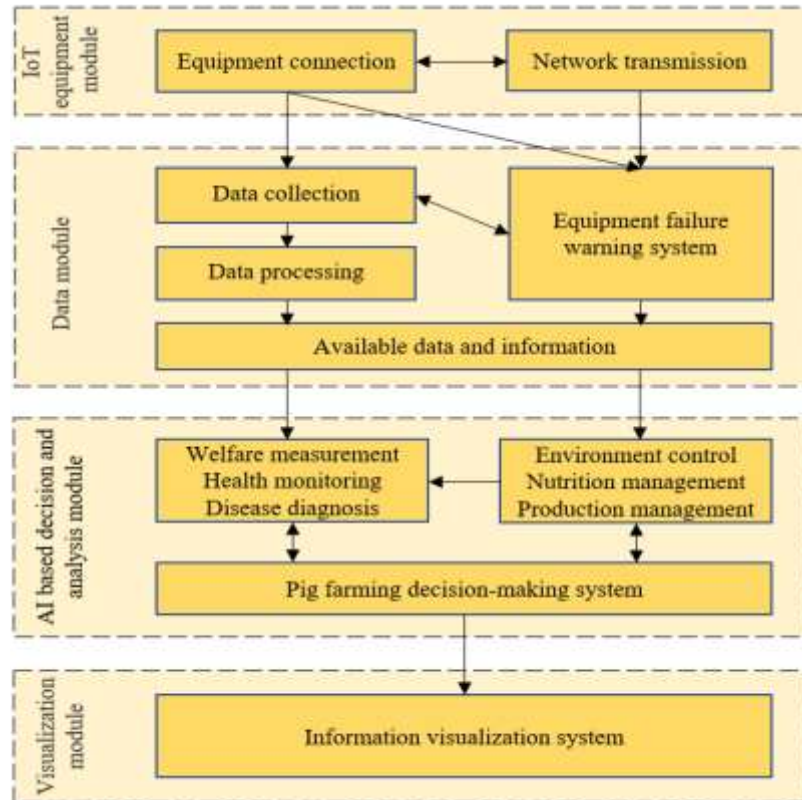 IoT
equipment
module
Equipment connection
Network transmission
Data module
Data collection
Equipment failure
warning system
Data processing
Available data and information
AI based decision and
analysis module
Welfare measurement
Health monitoring
Disease diagnosis
Environment control
Nutrition management
Production management
Pig farming decision-making system
Visualization
module
Information visualization system